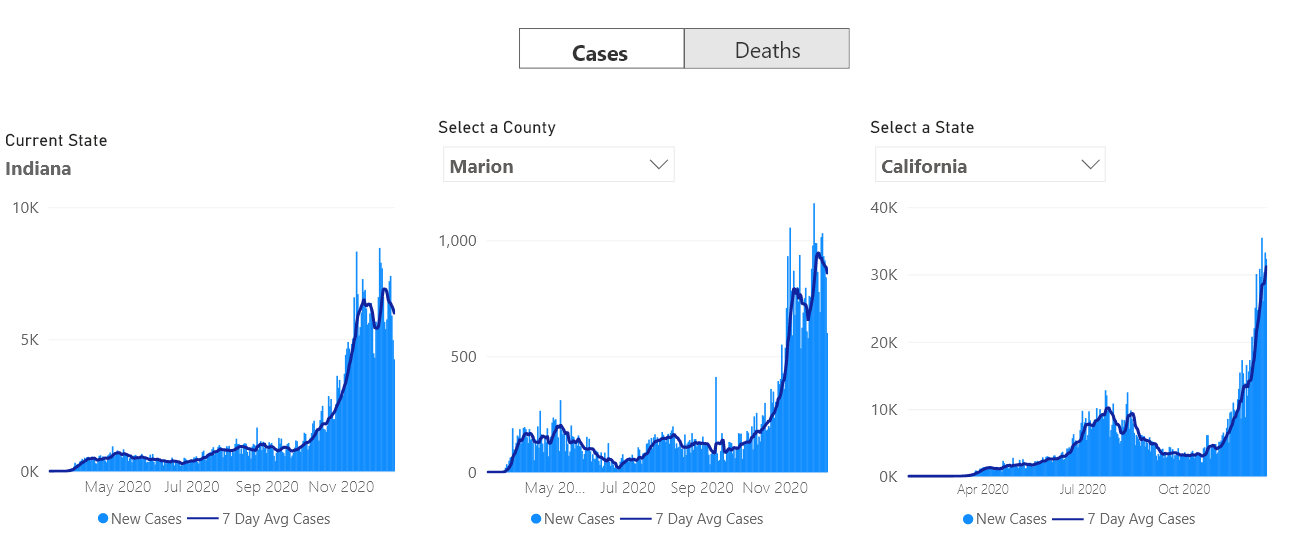 Cases Deaths
Current State
Indiana
10K
5K
0K
May 2020 Jul 2020 Sep 2020 Nov 2020
New Cases 7 Day Avg Cases
Select a County
Marion
1,000
500
0
May 20... Jul 2020 Sep 2020 Nov 2020
New Cases 7 Day Avg Cases
Select a State
California
40K
30K
20K
10K
0K
Apr 2020 Jul 2020 Oct 2020
New Cases 7 Day Avg Cases